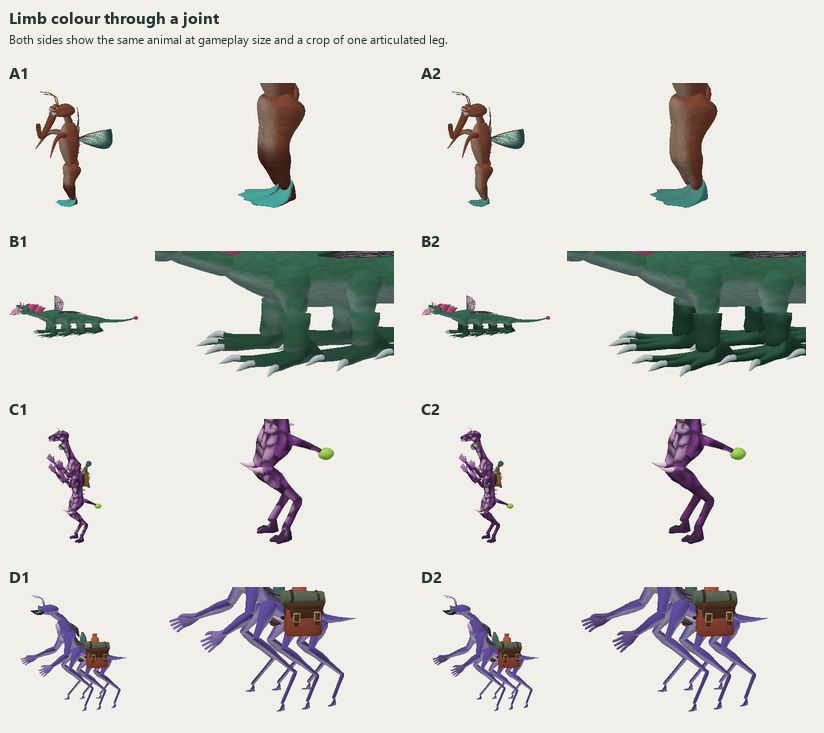 Limb colour through a joint
Both sides show the same animal at gameplay size and a crop of one articulated leg.
A1
A2
B1
B2
C1
C2
D1
D2